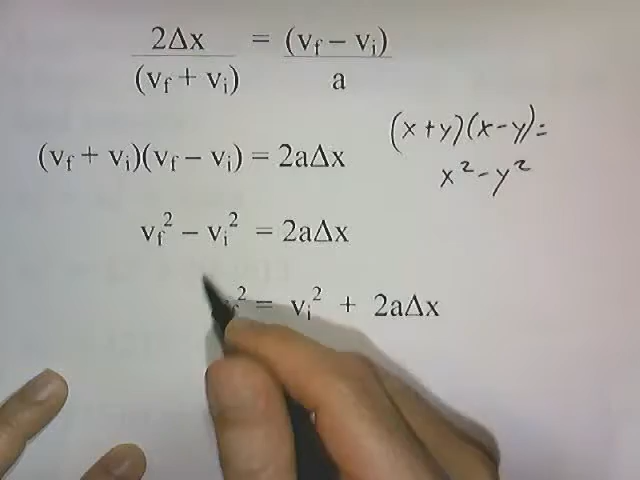 2Δx / (vf + vi) = (vf − vi) / a
(vf + vi)(vf − vi) = 2aΔx
(x+y)(x-y)=
x²-y²
vf² − vi² = 2aΔx
² = vi² + 2aΔx